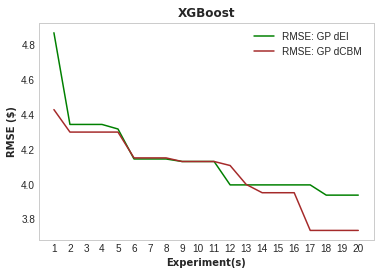 XGBoost
RMSE: GP dEI
RMSE: GP dCBM
RMSE ($)
4.8
4.6
4.4
4.2
4.0
3.8
1 2 3 4 5 6 7 8 9 10 11 12 13 14 15 16 17 18 19 20
Experiment(s)